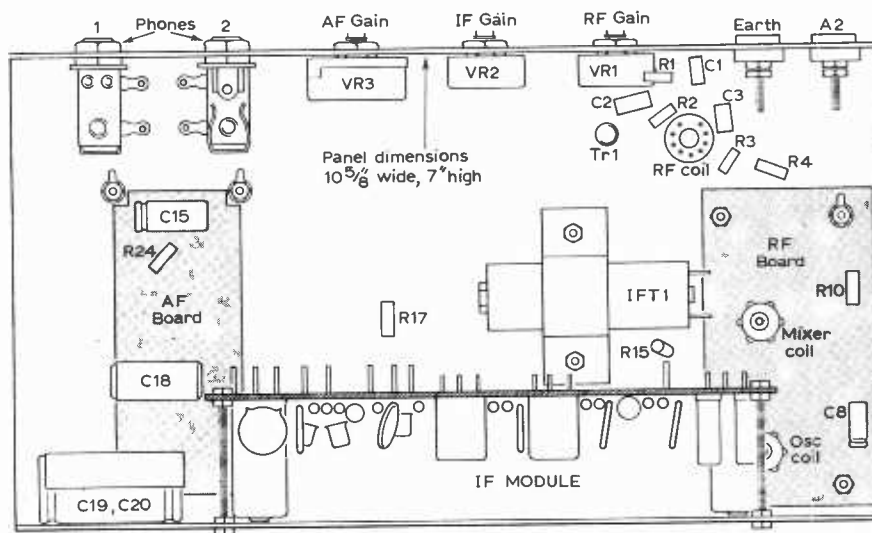 1
Phones
2
AF Gain
IF Gain
RF Gain
Earth
A2
VR3
VR2
VR1
R1
C1
C2
R2
C3
Tr1
RF coil
R3
R4
Panel dimensions
10 5/8" wide, 7" high
C15
R24
AF
Board
RF
Board
R10
IFT1
R17
Mixer
coil
R15
C18
C8
Osc
coil
IF MODULE
C19, C20